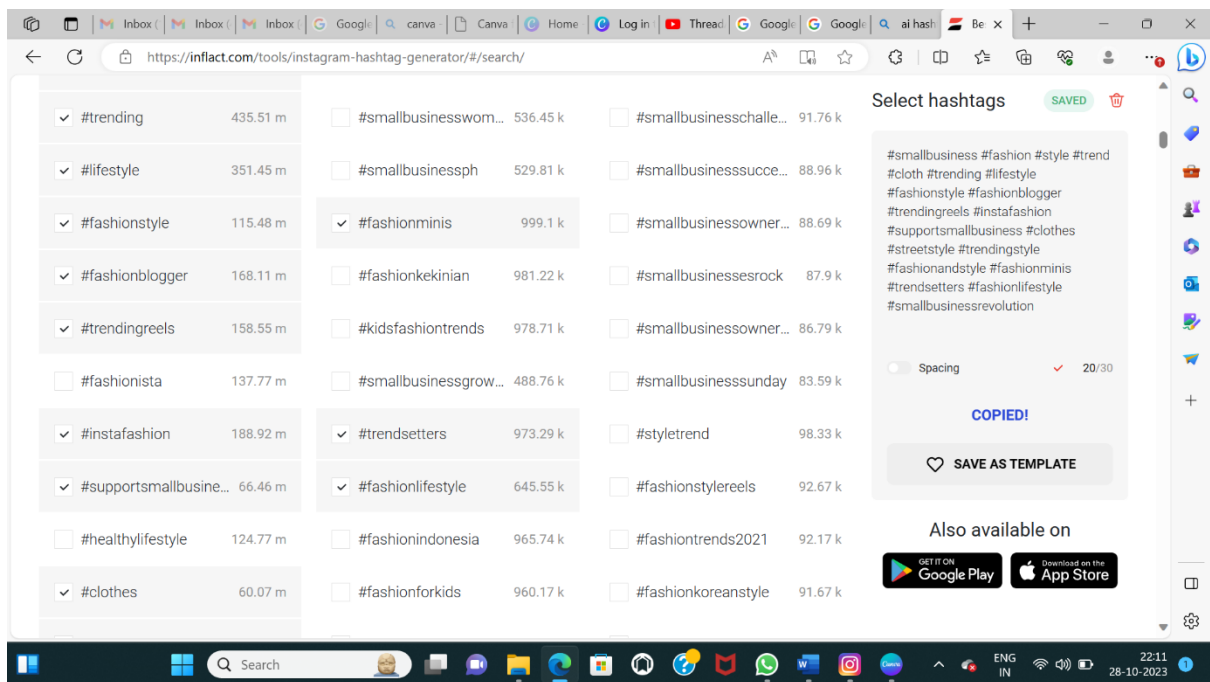 Inbox (
Inbox (
Inbox (
Google
canva -
Canva
Home
Log in
Thread
Google
Google
ai hash
Be
https://inflact.com/tools/instagram-hashtag-generator/#/search/
#trending 435.51 m
#lifestyle 351.45 m
#fashionstyle 115.48 m
#fashionblogger 168.11 m
#trendingreels 158.55 m
#fashionista 137.77 m
#instafashion 188.92 m
#supportsmallbusine... 66.46 m
#healthylifestyle 124.77 m
#clothes 60.07 m
#smallbusinesswom... 536.45 k
#smallbusinessph 529.81 k
#fashionminis 999.1 k
#fashionkekinian 981.22 k
#kidsfashiontrends 978.71 k
#smallbusinessgrow... 488.76 k
#trendsetters 973.29 k
#fashionlifestyle 645.55 k
#fashionindonesia 965.74 k
#fashionforkids 960.17 k
#smallbusinesschalle... 91.76 k
#smallbusinesssucce... 88.96 k
#smallbusinessowner... 88.69 k
#smallbusinessesrock 87.9 k
#smallbusinessowner... 86.79 k
#smallbusinesssunday 83.59 k
#styletrend 98.33 k
#fashionstylereels 92.67 k
#fashiontrends2021 92.17 k
#fashionkoreanstyle 91.67 k
Select hashtags
SAVED
#smallbusiness #fashion #style #trend
#cloth #trending #lifestyle
#fashionstyle #fashionblogger
#trendingreels #instafashion
#supportsmallbusiness #clothes
#streetstyle #trendingstyle
#fashionandstyle #fashionminis
#trendsetters #fashionlifestyle
#smallbusinessrevolution
Spacing
20/30
COPIED!
SAVE AS TEMPLATE
Also available on
GET IT ON
Google Play
Download on the
App Store
Search
Canva
ENG
IN
22:11
28-10-2023
1